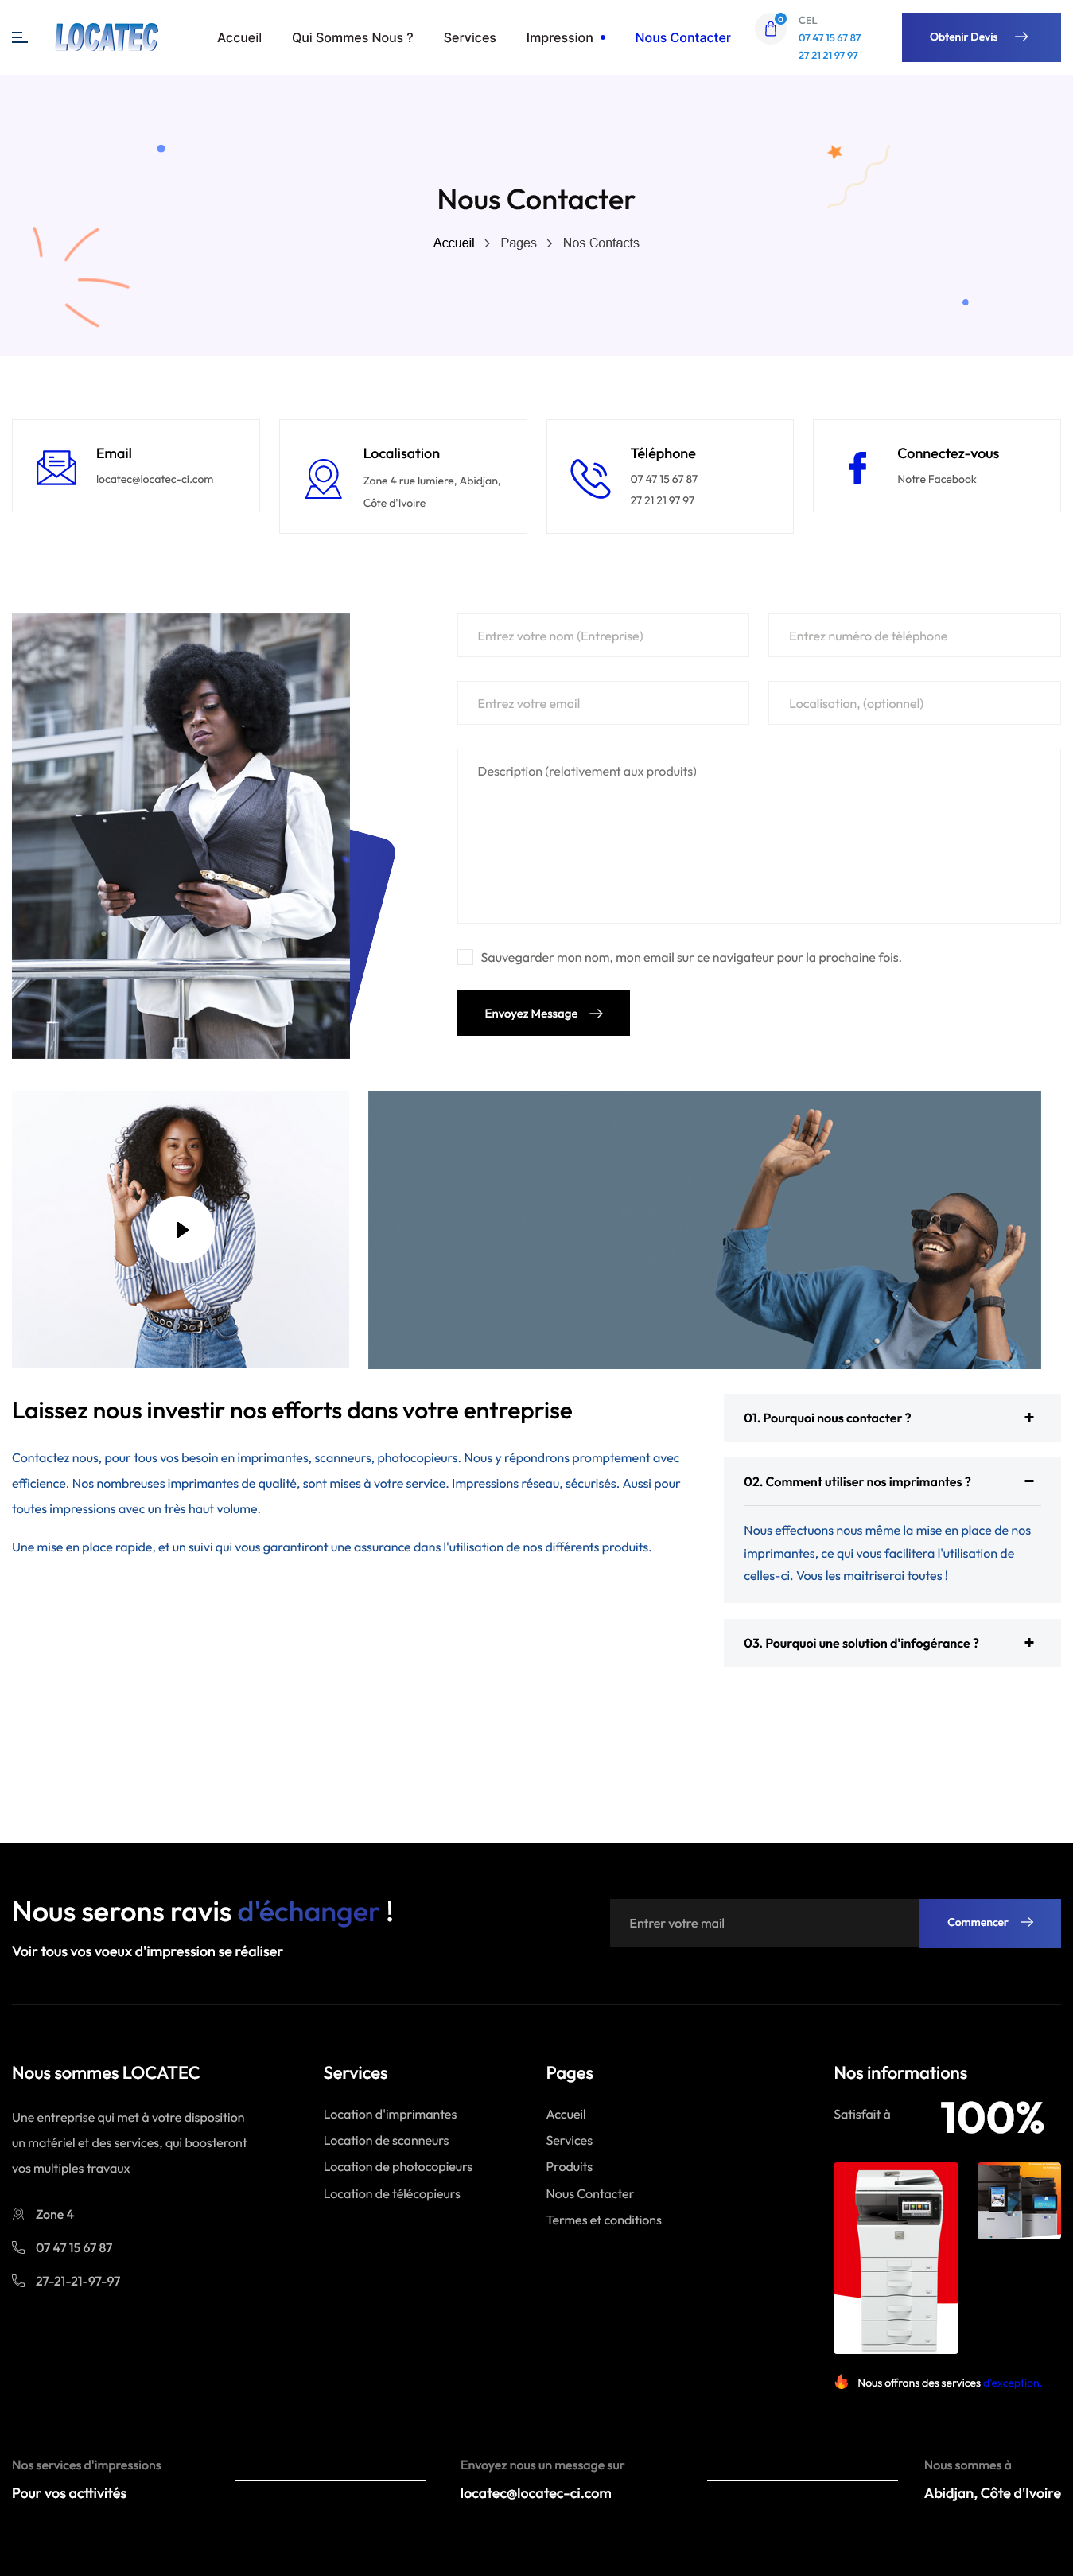 LOCATEC
Accueil
Qui Sommes Nous ?
Services
Impression
Nous Contacter
0
CEL
07 47 15 67 87
27 21 21 97 97
Obtenir Devis
Nous Contacter
Accueil
Pages
Nos Contacts
Email
locatec@locatec-ci.com
Localisation
Zone 4 rue lumiere, Abidjan,
Côte d'Ivoire
Téléphone
07 47 15 67 87
27 21 21 97 97
Connectez-vous
Notre Facebook
Entrez votre nom (Entreprise)
Entrez numéro de téléphone
Entrez votre email
Localisation, (optionnel)
Description (relativement aux produits)
Sauvegarder mon nom, mon email sur ce navigateur pour la prochaine fois.
Envoyez Message
Laissez nous investir nos efforts dans votre entreprise
Contactez nous, pour tous vos besoin en imprimantes, scanneurs, photocopieurs. Nous y répondrons promptement avec
efficience. Nos nombreuses imprimantes de qualité, sont mises à votre service. Impressions réseau, sécurisés. Aussi pour
toutes impressions avec un très haut volume.
Une mise en place rapide, et un suivi qui vous garantiront une assurance dans l'utilisation de nos différents produits.
01. Pourquoi nous contacter ?
02. Comment utiliser nos imprimantes ?
Nous effectuons nous même la mise en place de nos
imprimantes, ce qui vous facilitera l'utilisation de
celles-ci. Vous les maitriserai toutes !
03. Pourquoi une solution d'infogérance ?
Nous serons ravis d'échanger !
Voir tous vos voeux d'impression se réaliser
Entrer votre mail
Commencer
Nous sommes LOCATEC
Une entreprise qui met à votre disposition
un matériel et des services, qui boosteront
vos multiples travaux
Zone 4
07 47 15 67 87
27-21-21-97-97
Services
Location d'imprimantes
Location de scanneurs
Location de photocopieurs
Location de télécopieurs
Pages
Accueil
Services
Produits
Nous Contacter
Termes et conditions
Nos informations
Satisfait à
100%
Nous offrons des services d'exception.
Nos services d'impressions
Pour vos acttivités
Envoyez nous un message sur
locatec@locatec-ci.com
Nous sommes à
Abidjan, Côte d'Ivoire